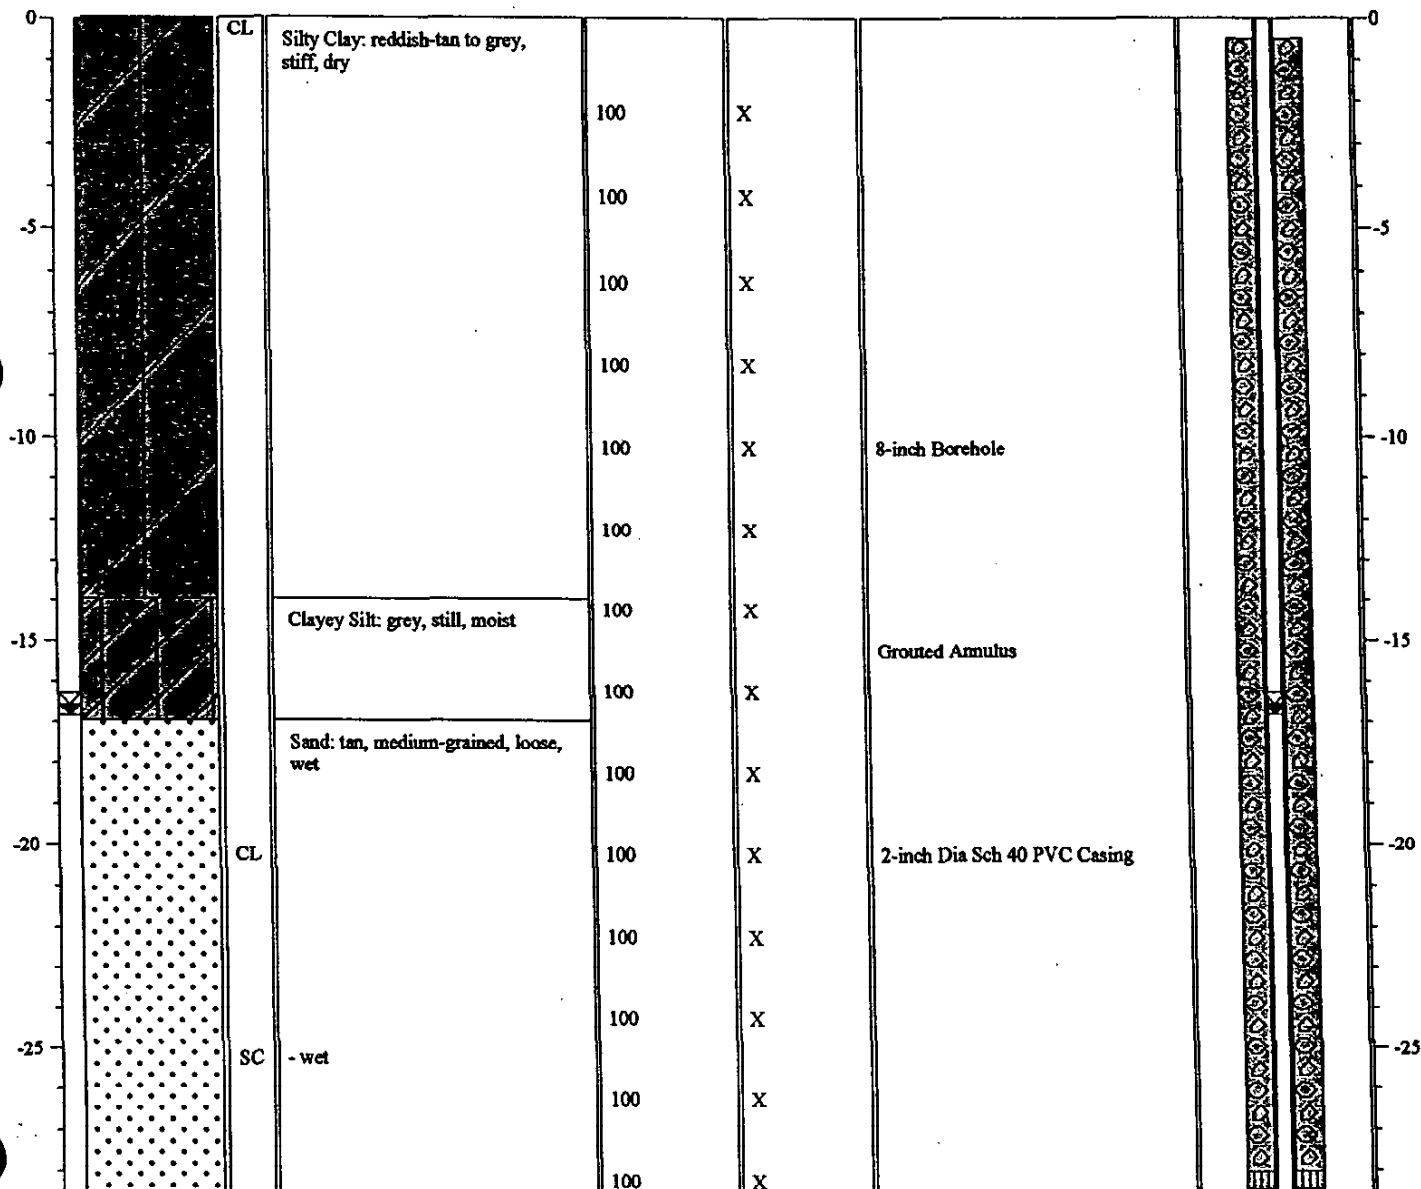 0 CL Silty Clay: reddish-tan to grey, 0
stiff, dry
100 X
100 X
-5 -5
100 X
100 X
-10 100 X 8-inch Borehole -10
100 X
100 X
Clayey Silt: grey, still, moist
-15 Grouted Annulus -15
100 X
Sand: tan, medium-grained, loose,
wet
100 X
-20 CL 100 X 2-inch Dia Sch 40 PVC Casing -20
100 X
100 X
-25 SC - wet -25
100 X
100 X